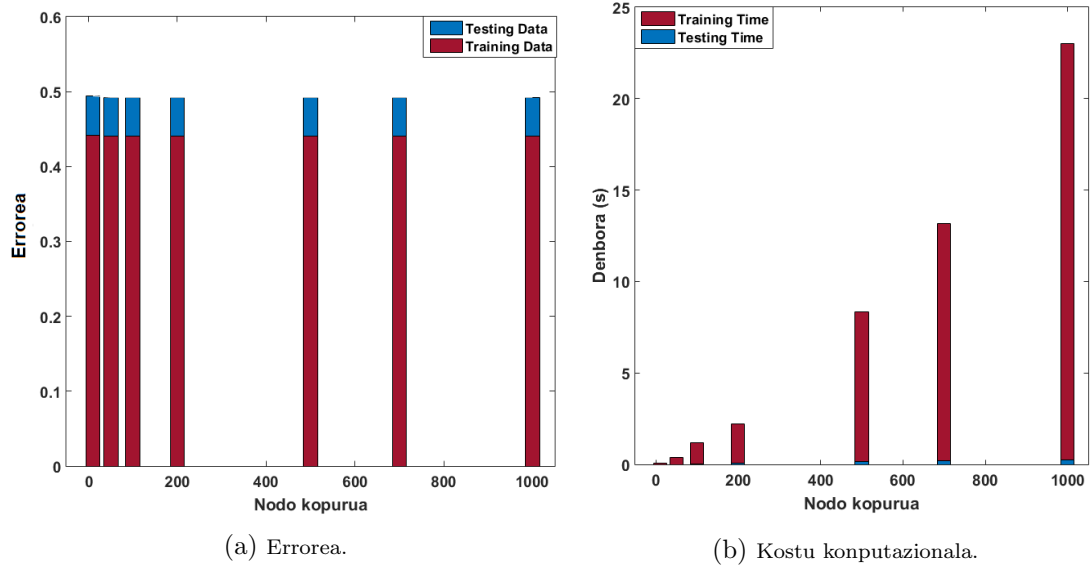 Testing Data
Training Data
0.6
0.5
0.4
0.3
0.2
0.1
0
Errorea
0
200
400
600
800
1000
Nodo kopurua
(a) Errorea.
Training Time
Testing Time
25
20
15
10
5
0
Denbora (s)
0
200
400
600
800
1000
Nodo kopurua
(b) Kostu konputazionala.